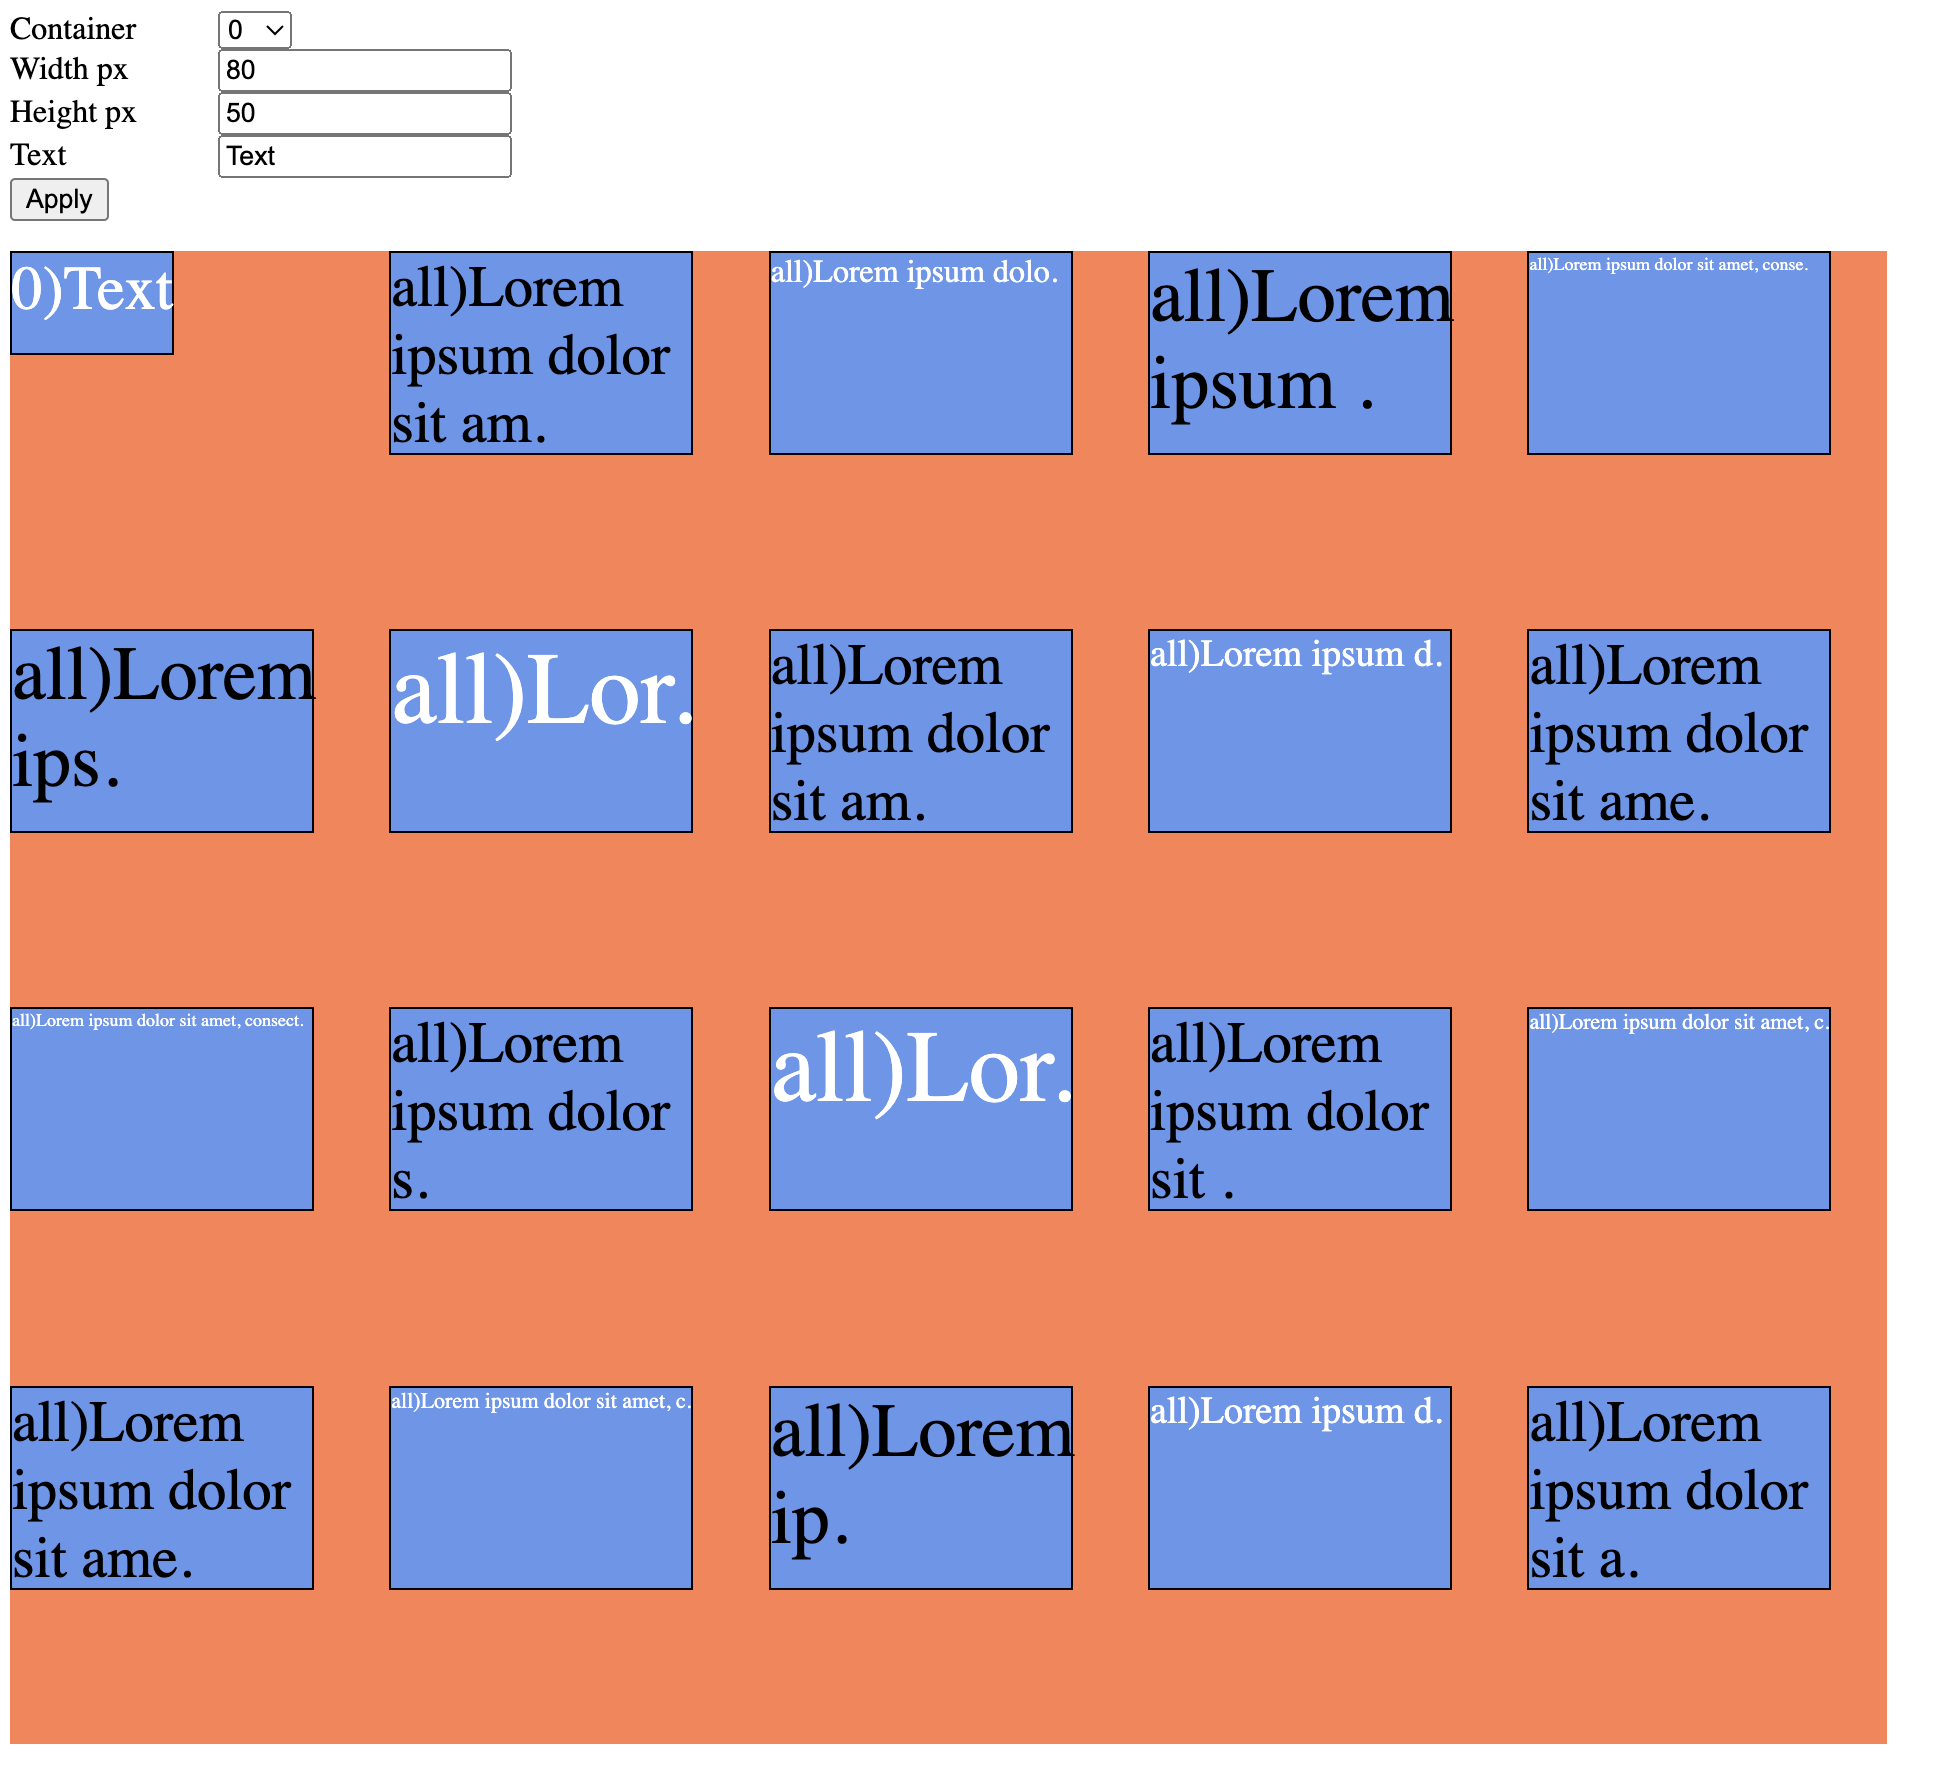 Container 0
Width px 80
Height px 50
Text Text
Apply
0)Text
all)Lorem
ipsum dolor
sit am.
all)Lorem ipsum dolo.
all)Lorem
ipsum .
all)Lorem ipsum dolor sit amet, conse.
all)Lorem
ips.
all)Lor.
all)Lorem
ipsum dolor
sit am.
all)Lorem ipsum d.
all)Lorem
ipsum dolor
sit ame.
all)Lorem ipsum dolor sit amet, consect.
all)Lorem
ipsum dolor
s.
all)Lor.
all)Lorem
ipsum dolor
sit .
all)Lorem ipsum dolor sit amet, c.
all)Lorem
ipsum dolor
sit ame.
all)Lorem ipsum dolor sit amet, c.
all)Lorem
ip.
all)Lorem ipsum d.
all)Lorem
ipsum dolor
sit a.